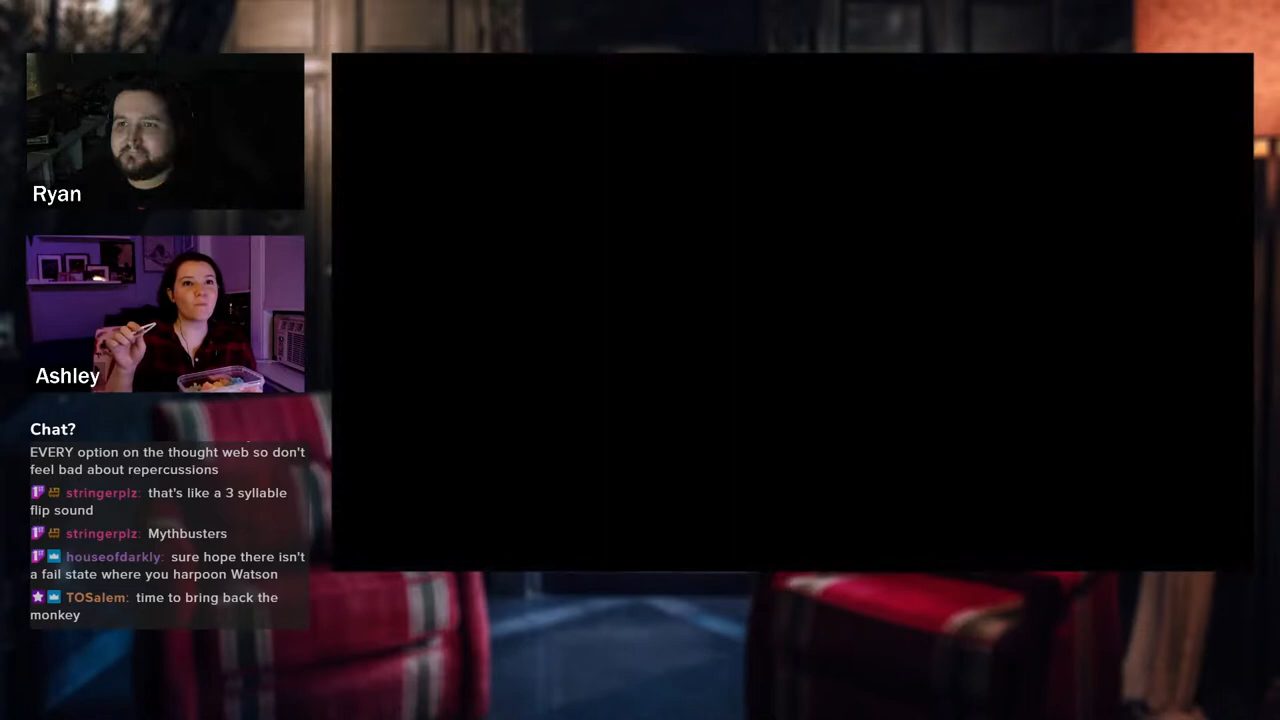 Ryan
Ashley
Chat?
EVERY option on the thought web so don't
feel bad about repercussions
stringerplz: that's like a 3 syllable
flip sound
stringerplz: Mythbusters
houseofdarkly: sure hope there isn't
a fail state where you harpoon Watson
TOSalem: time to bring back the
monkey